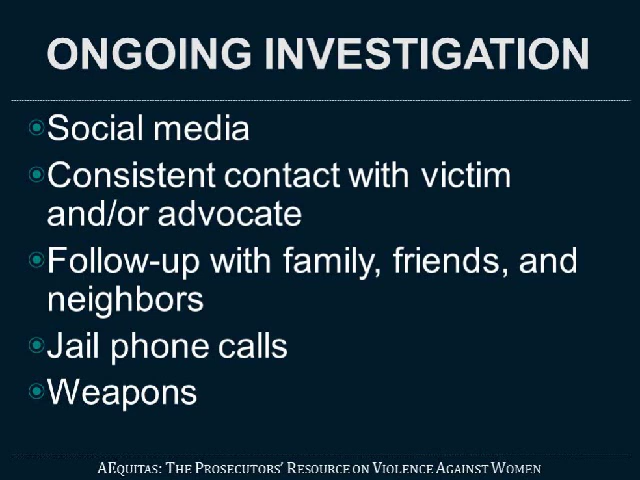 ONGOING INVESTIGATION
Social media
Consistent contact with victim
and/or advocate
Follow-up with family, friends, and
neighbors
Jail phone calls
Weapons
AEQUITAS: THE PROSECUTORS' RESOURCE ON VIOLENCE AGAINST WOMEN